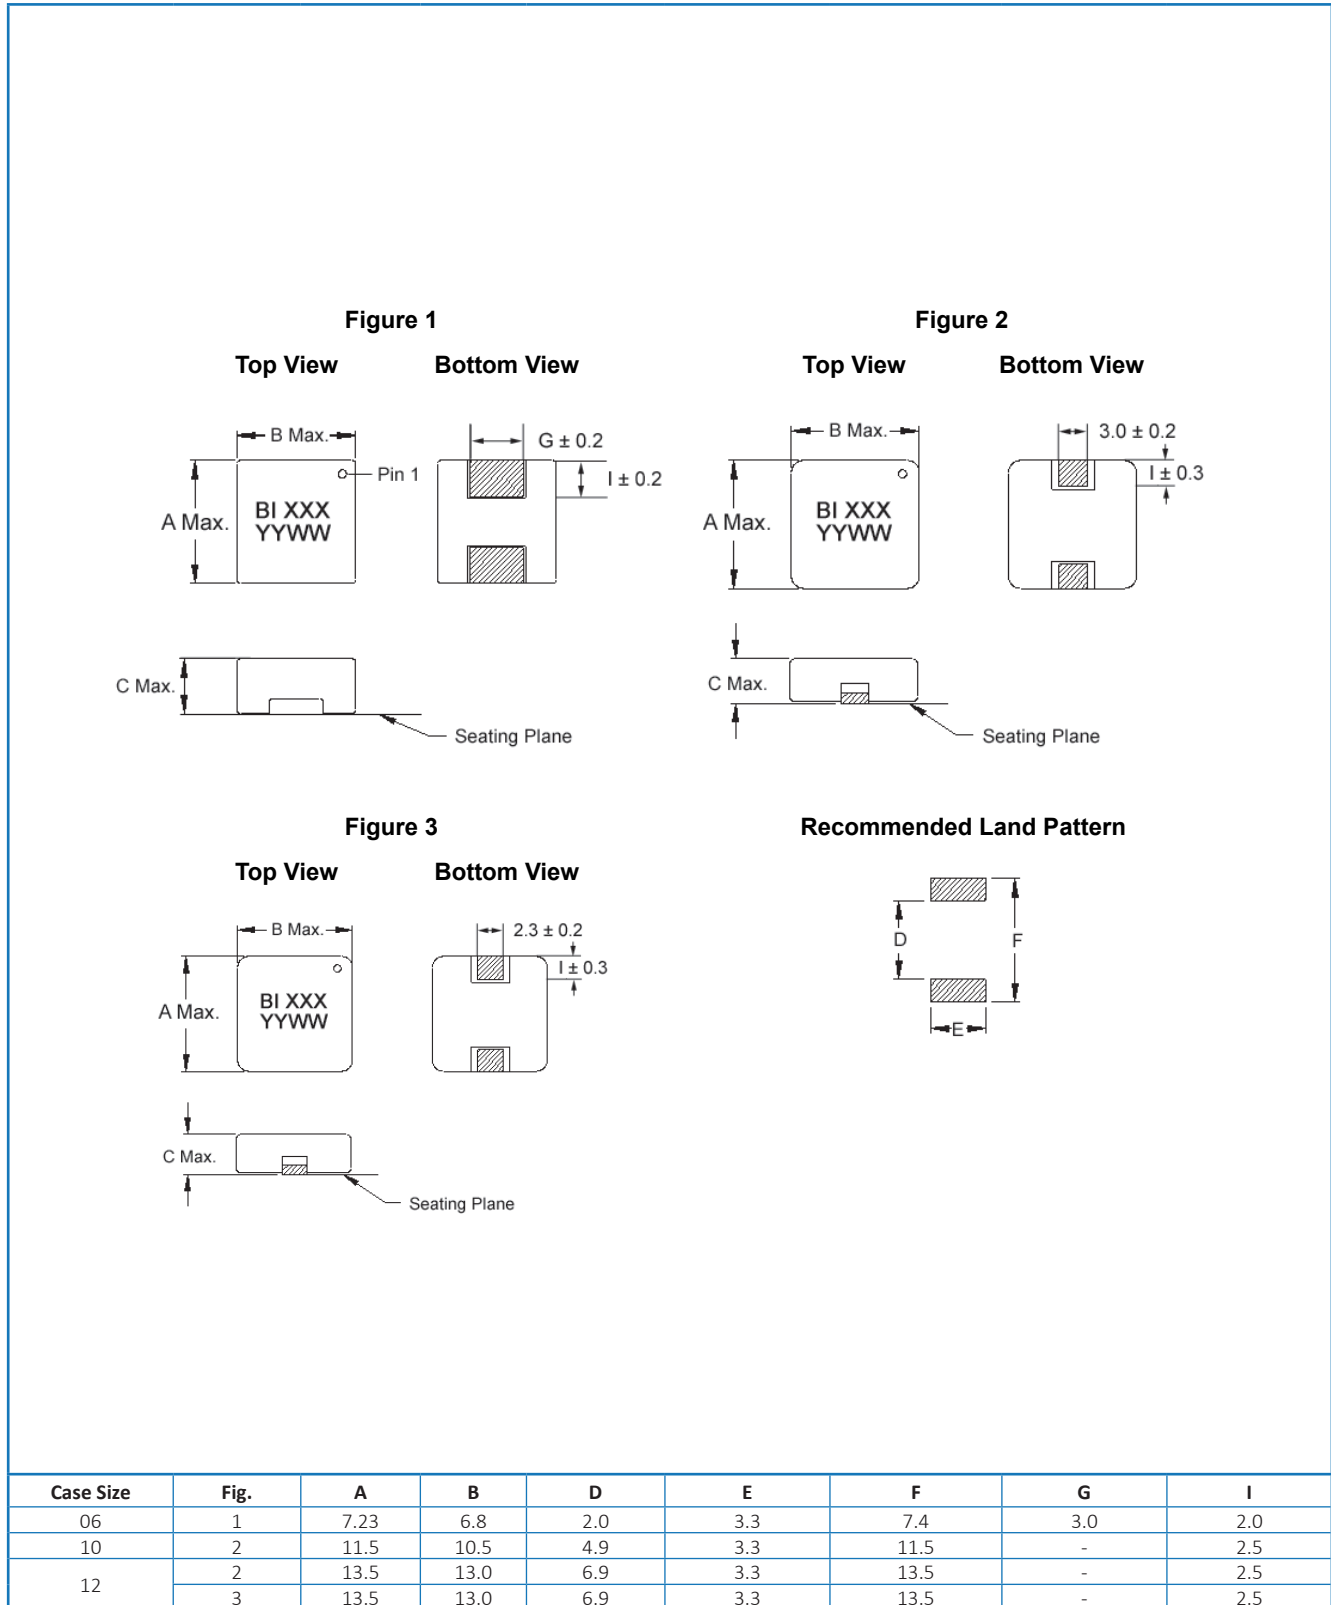 Figure 1
Top View Bottom View
B Max.
Pin 1
A Max.
BI XXX
YYWW
G ± 0.2
I ± 0.2
C Max.
Seating Plane
Figure 2
Top View Bottom View
B Max.
A Max.
BI XXX
YYWW
3.0 ± 0.2
I ± 0.3
C Max.
Seating Plane
Figure 3
Top View Bottom View
B Max.
A Max.
BI XXX
YYWW
2.3 ± 0.2
I ± 0.3
C Max.
Seating Plane
Recommended Land Pattern
D
F
E
Case Size Fig. A B D E F G I
06 1 7.23 6.8 2.0 3.3 7.4 3.0 2.0
10 2 11.5 10.5 4.9 3.3 11.5 - 2.5
12 2 13.5 13.0 6.9 3.3 13.5 - 2.5
3 13.5 13.0 6.9 3.3 13.5 - 2.5